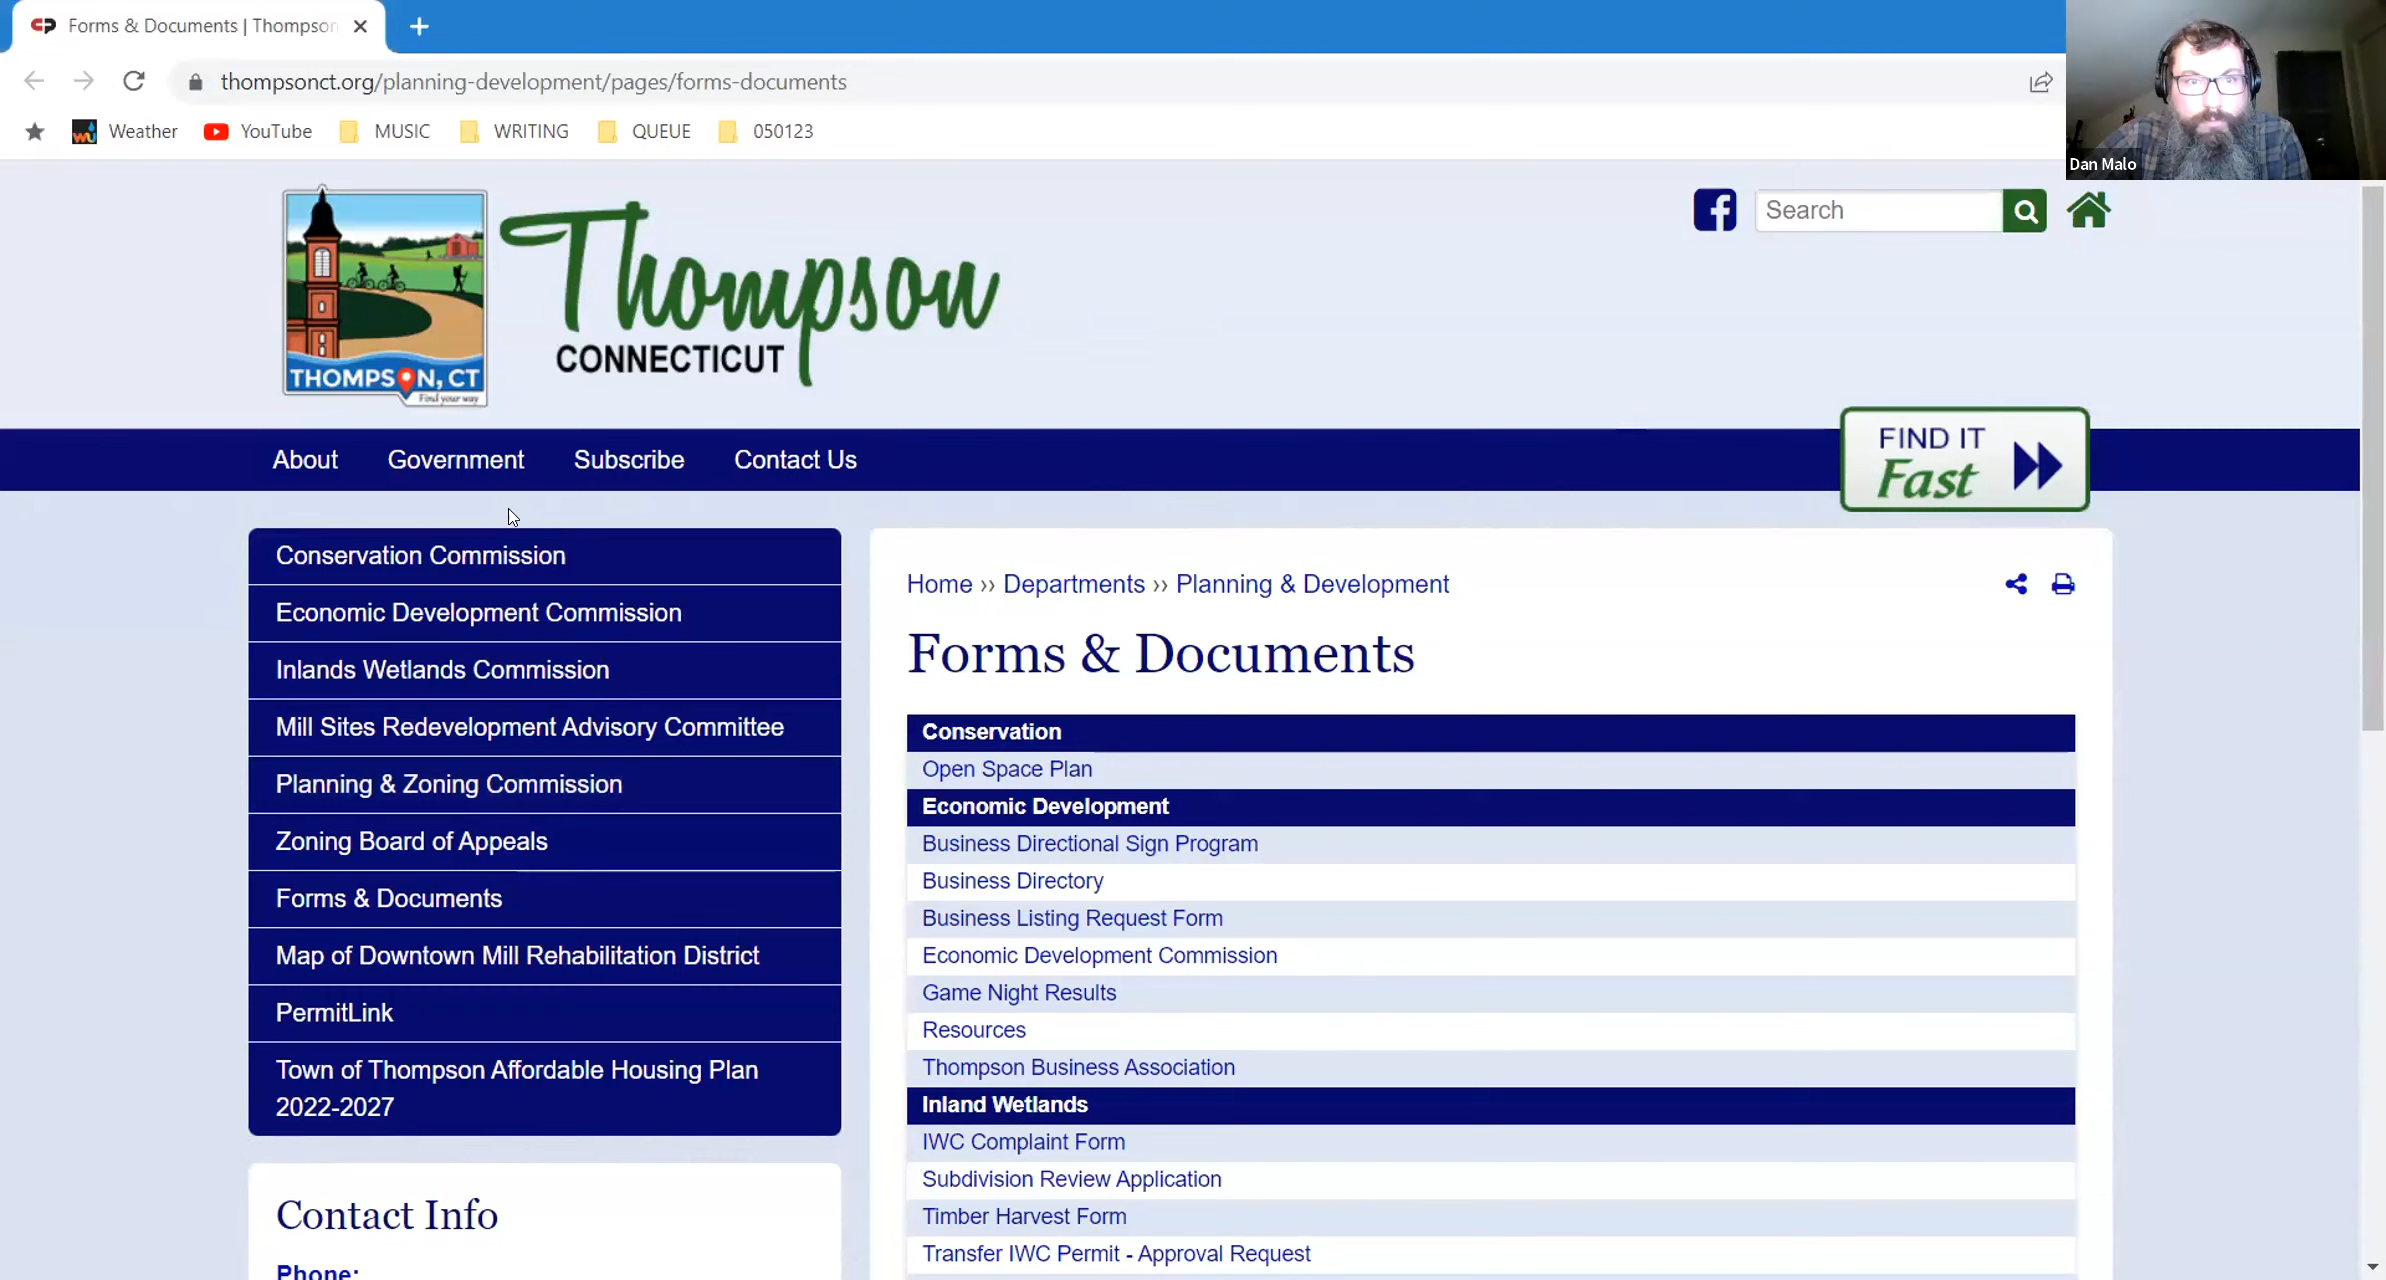 Forms & Documents | Thompson
thompsonct.org/planning-development/pages/forms-documents
Weather
YouTube
MUSIC
WRITING
QUEUE
050123
Dan Malo
THOMPSON, CT
Find your way
Thompson
CONNECTICUT
Search
About
Government
Subscribe
Contact Us
FIND IT
Fast
Conservation Commission
Economic Development Commission
Inlands Wetlands Commission
Mill Sites Redevelopment Advisory Committee
Planning & Zoning Commission
Zoning Board of Appeals
Forms & Documents
Map of Downtown Mill Rehabilitation District
PermitLink
Town of Thompson Affordable Housing Plan
2022-2027
Contact Info
Phone:
Home ›› Departments ›› Planning & Development
Forms & Documents
Conservation
Open Space Plan
Economic Development
Business Directional Sign Program
Business Directory
Business Listing Request Form
Economic Development Commission
Game Night Results
Resources
Thompson Business Association
Inland Wetlands
IWC Complaint Form
Subdivision Review Application
Timber Harvest Form
Transfer IWC Permit - Approval Request